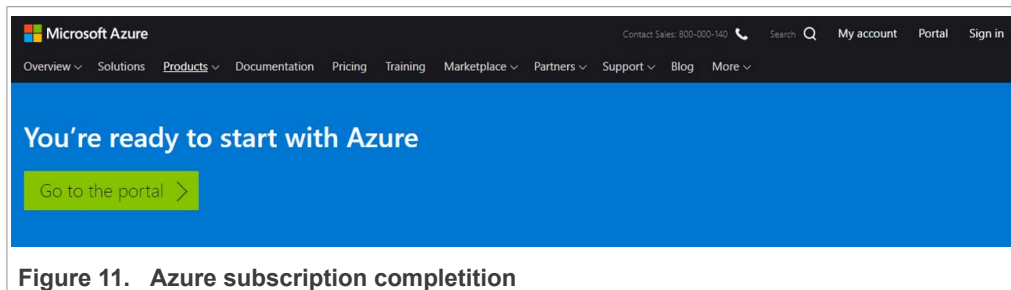 Microsoft Azure Contact Sales: 800-000-140 Search My account Portal Sign in
Overview Solutions Products Documentation Pricing Training Marketplace Partners Support Blog More
You're ready to start with Azure
Go to the portal
Figure 11. Azure subscription completition